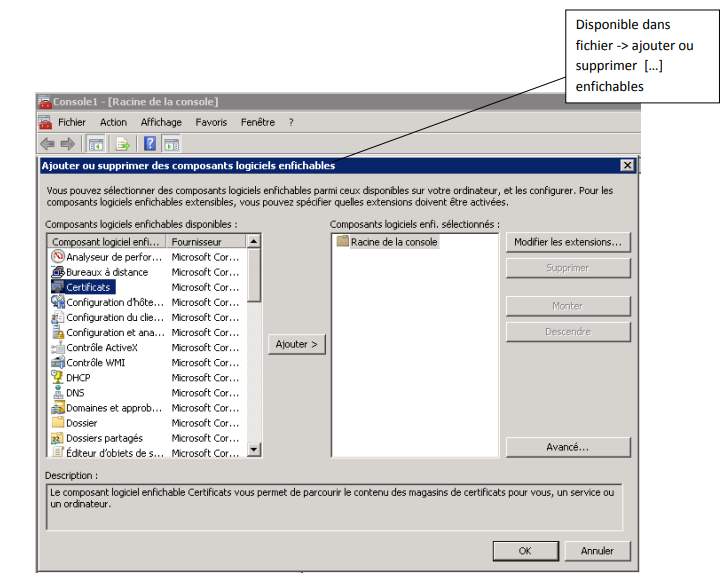 Disponible dans
fichier -> ajouter ou
supprimer […]
enfichables
Console1 - [Racine de la console]
Fichier Action Affichage Favoris Fenêtre ?
Ajouter ou supprimer des composants logiciels enfichables
Vous pouvez sélectionner des composants logiciels enfichables parmi ceux disponibles sur votre ordinateur, et les configurer. Pour les
composants logiciels enfichables extensibles, vous pouvez spécifier quelles extensions doivent être activées.
Composants logiciels enfichables disponibles :
Composant logiciel enfi... Fournisseur
Analyseur de perfor... Microsoft Cor...
Bureaux à distance Microsoft Cor...
Certificats Microsoft Cor...
Configuration d'hôte... Microsoft Cor...
Configuration du clie... Microsoft Cor...
Configuration et ana... Microsoft Cor...
Contrôle ActiveX Microsoft Cor...
Contrôle WMI Microsoft Cor...
DHCP Microsoft Cor...
DNS Microsoft Cor...
Domaines et approb... Microsoft Cor...
Dossier Microsoft Cor...
Dossiers partagés Microsoft Cor...
Éditeur d'objets de s... Microsoft Cor...
Ajouter >
Composants logiciels enfi. sélectionnés :
Racine de la console
Modifier les extensions...
Supprimer
Monter
Descendre
Avancé...
Description :
Le composant logiciel enfichable Certificats vous permet de parcourir le contenu des magasins de certificats pour vous, un service ou
un ordinateur.
OK Annuler